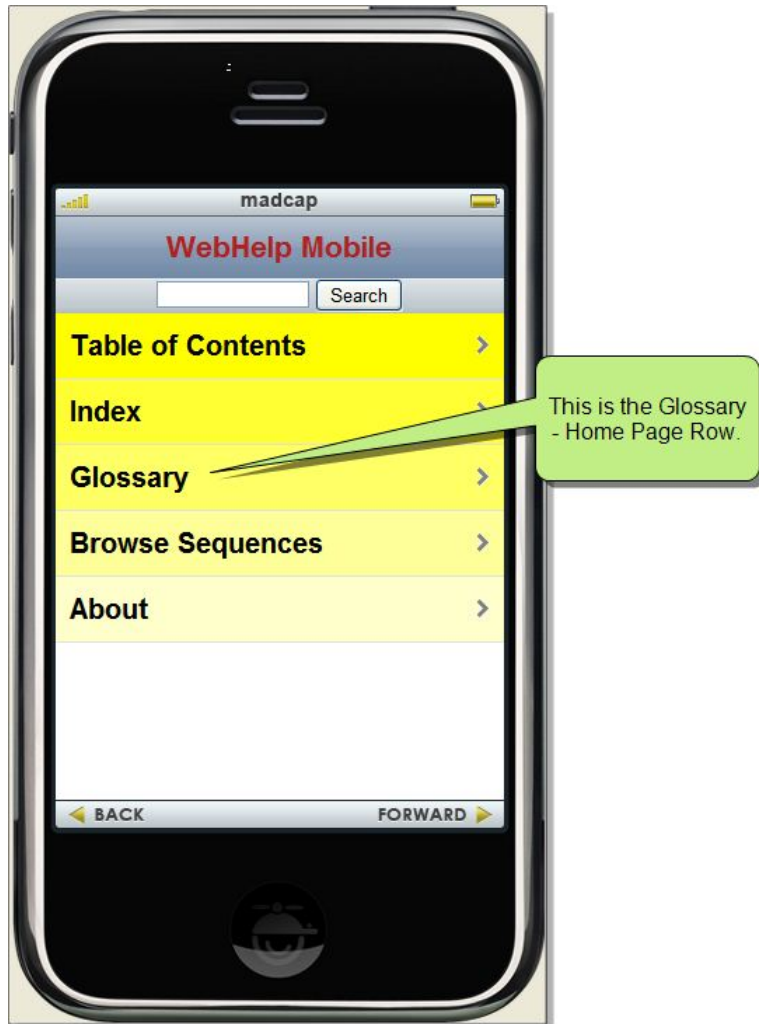 madcap
WebHelp Mobile
Search
Table of Contents
Index
Glossary
Browse Sequences
About
BACK
FORWARD
This is the Glossary
- Home Page Row.